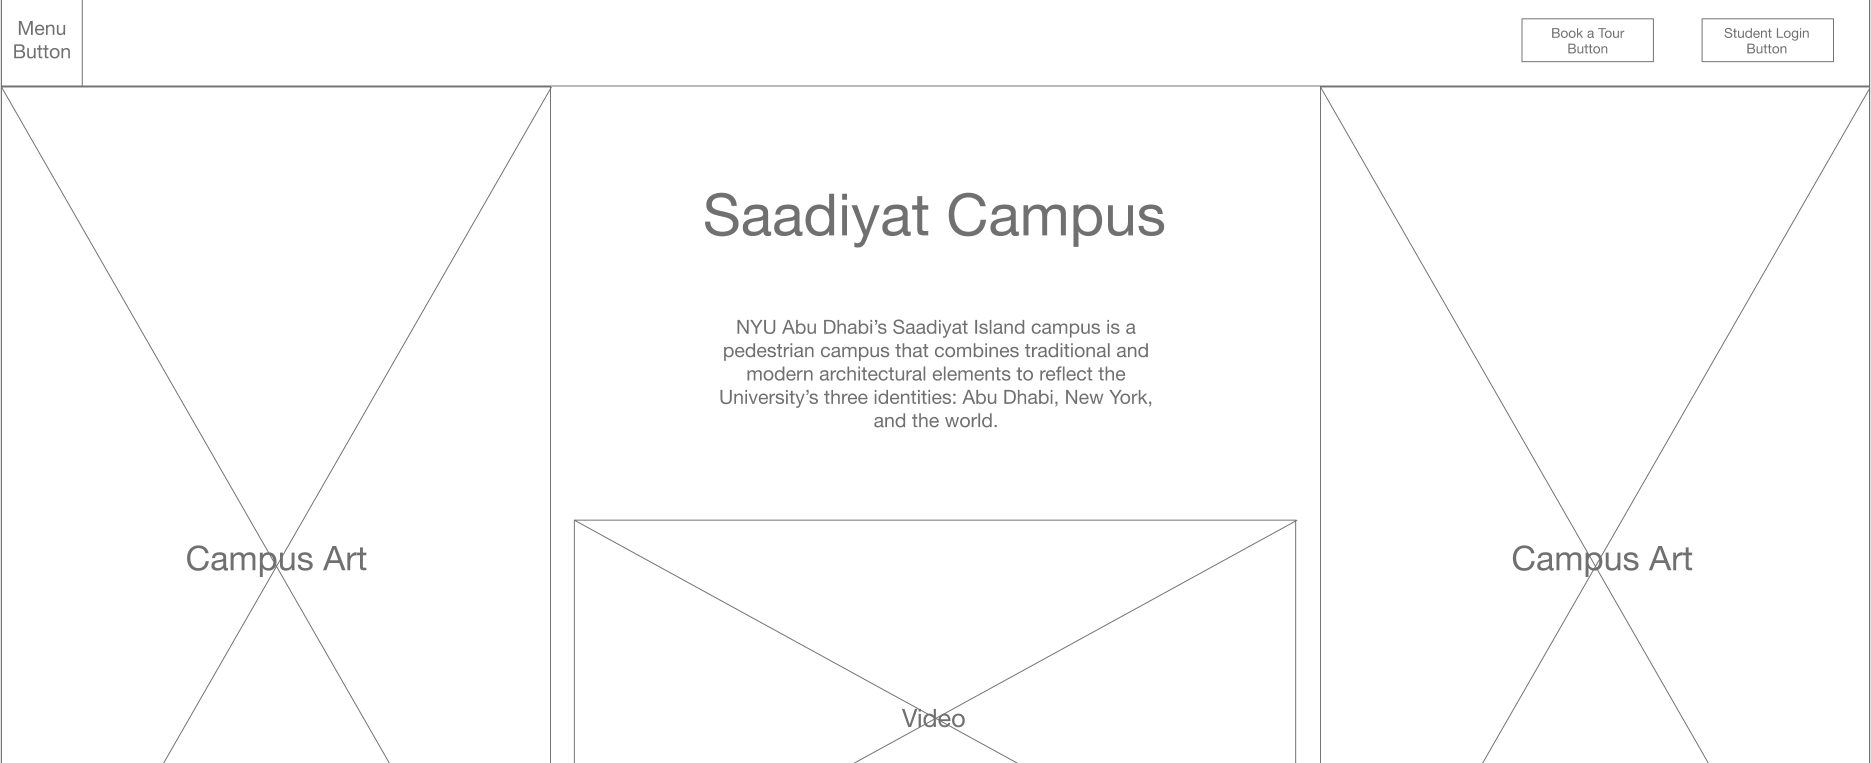 Menu
Button
Book a Tour
Button
Student Login
Button
Saadiyat Campus
NYU Abu Dhabi’s Saadiyat Island campus is a
pedestrian campus that combines traditional and
modern architectural elements to reflect the
University’s three identities: Abu Dhabi, New York,
and the world.
Campus Art
Campus Art
Video